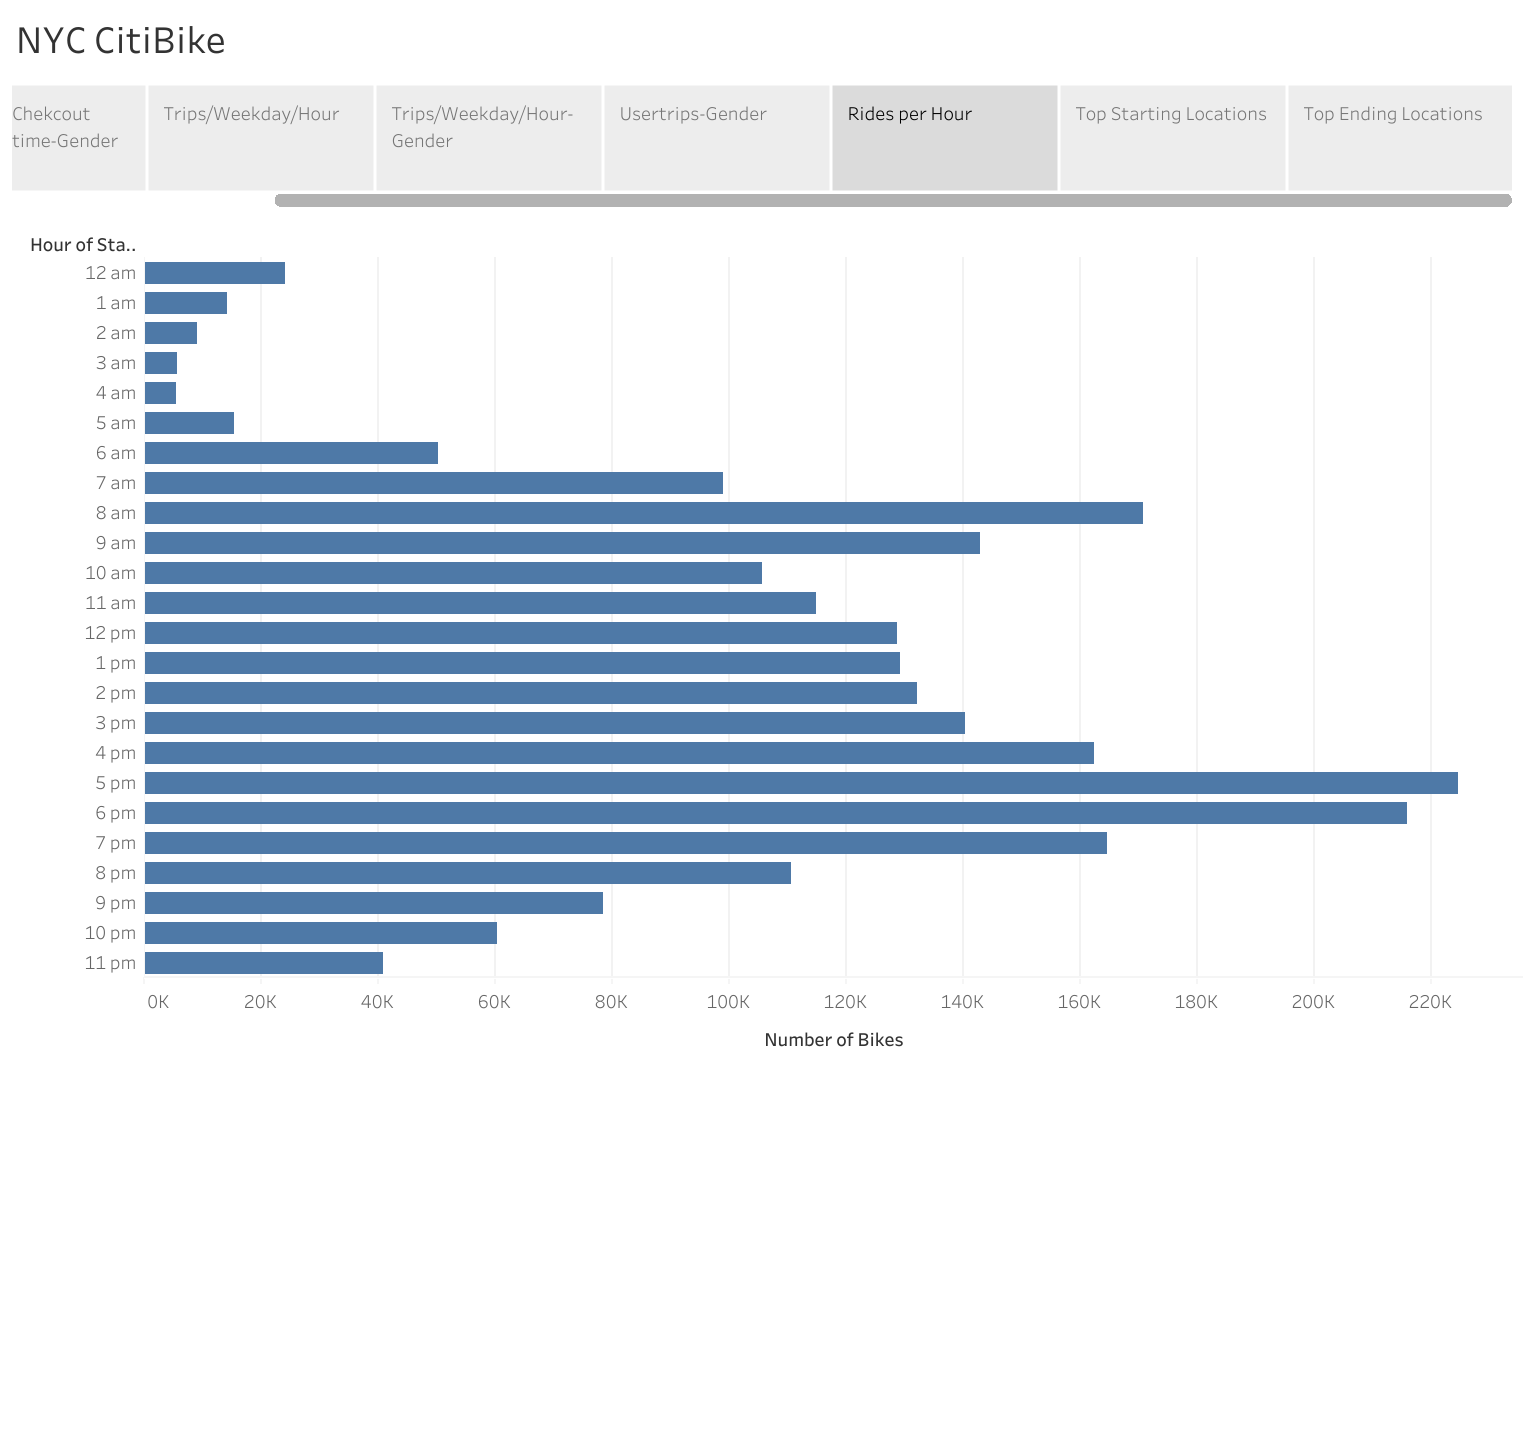 NYC CitiBike
Chekcout
time-Gender
Trips/Weekday/Hour
Trips/Weekday/Hour-
Gender
Usertrips-Gender
Rides per Hour
Top Starting Locations
Top Ending Locations
Hour of Sta..
12 am
1 am
2 am
3 am
4 am
5 am
6 am
7 am
8 am
9 am
10 am
11 am
12 pm
1 pm
2 pm
3 pm
4 pm
5 pm
6 pm
7 pm
8 pm
9 pm
10 pm
11 pm
0K 20K 40K 60K 80K 100K 120K 140K 160K 180K 200K 220K
Number of Bikes